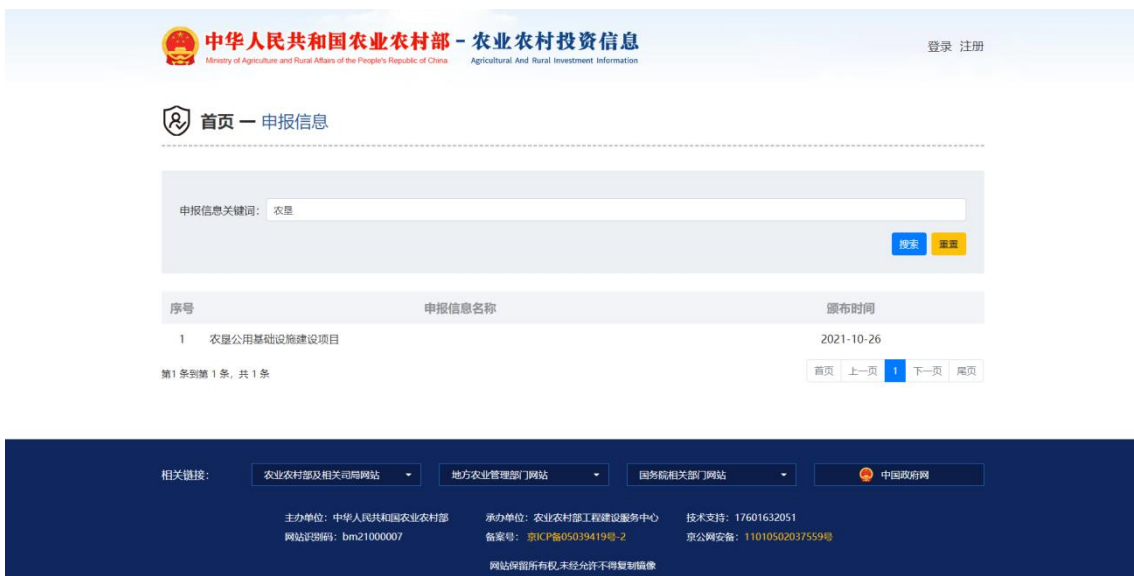 中华人民共和国农业农村部 - 农业农村投资信息
Ministry of Agriculture and Rural Affairs of the People's Republic of China Agricultural And Rural Investment Information
登录 注册
首页 — 申报信息
申报信息关键词: 农垦
搜索 重置
序号 申报信息名称 颁布时间
1 农垦公用基础设施建设项目 2021-10-26
第1 条到第 1 条, 共 1 条
首页 上一页 1 下一页 尾页
相关链接: 农业农村部及相关司局网站 地方农业管理部门网站 国务院相关部门网站 中国政府网
主办单位: 中华人民共和国农业农村部 承办单位: 农业农村部工程建设服务中心 技术支持: 17601632051
网站识别码: bm21000007 备案号: 京ICP备05039419号-2 京公网安备: 11010502037559号
网站保留所有权,未经允许不得复制镜像